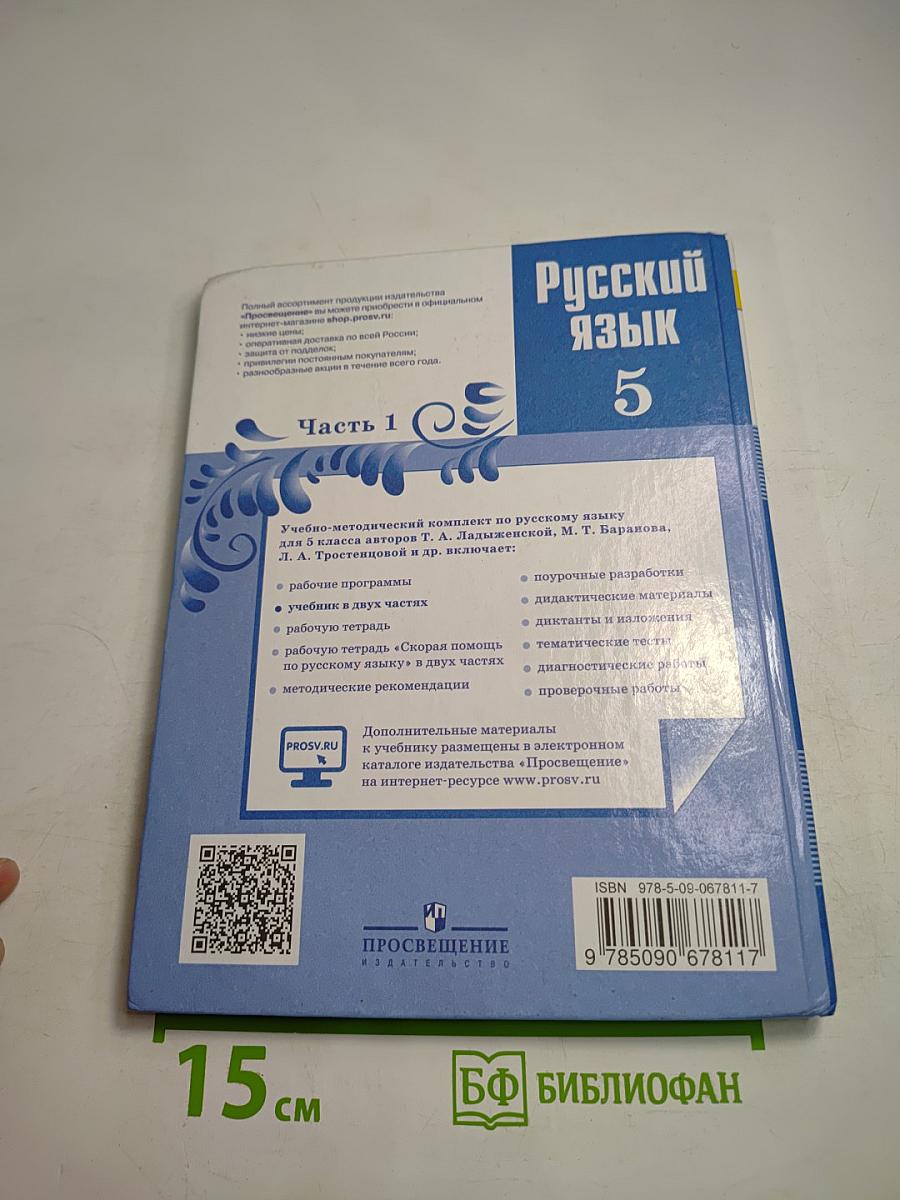 Полный ассортимент продукции издательства
«Просвещение» вы можете приобрести в официальном
интернет-магазине shop.prosv.ru:
• низкие цены;
• оперативная доставка по всей России;
• защита от подделок;
• привилегии постоянным покупателям;
• разнообразные акции в течение всего года.
Русский
язык
5
Часть 1
Учебно-методический комплект по русскому языку
для 5 класса авторов Т. А. Ладыженской, М. Т. Баранова,
Л. А. Тростенцовой и др. включает:
• рабочие программы
• учебник в двух частях
• рабочую тетрадь
• рабочую тетрадь «Скорая помощь
по русскому языку» в двух частях
• методические рекомендации
• поурочные разработки
• дидактические материалы
• диктанты и изложения
• тематические тесты
• диагностические работы
• проверочные работы
PROSV.RU
Дополнительные материалы
к учебнику размещены в электронном
каталоге издательства «Просвещение»
на интернет-ресурсе www.prosv.ru
ПРОСВЕЩЕНИЕ
ИЗДАТЕЛЬСТВО
ISBN 978-5-09-067811-7
9 785090 678117
15 см
БФ БИБЛИОФАН